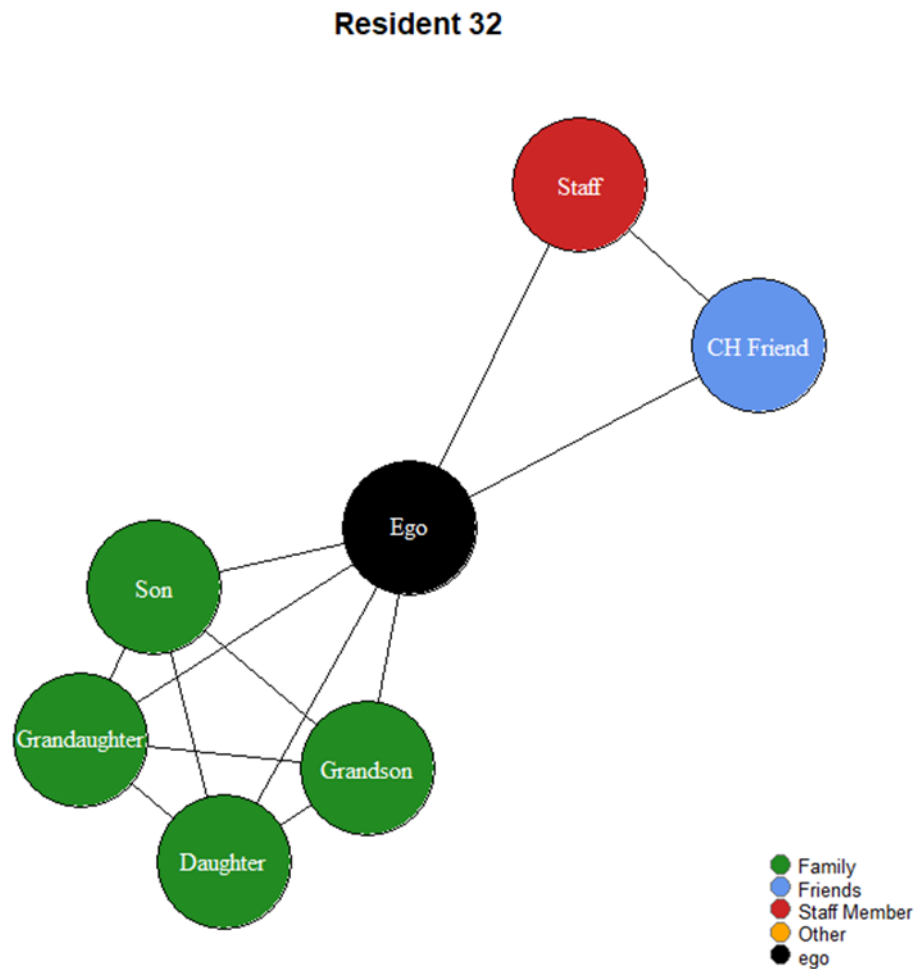 Resident 32
Staff
CH Friend
Ego
Son
Grandaughter
Grandson
Daughter
Family
Friends
Staff Member
Other
ego